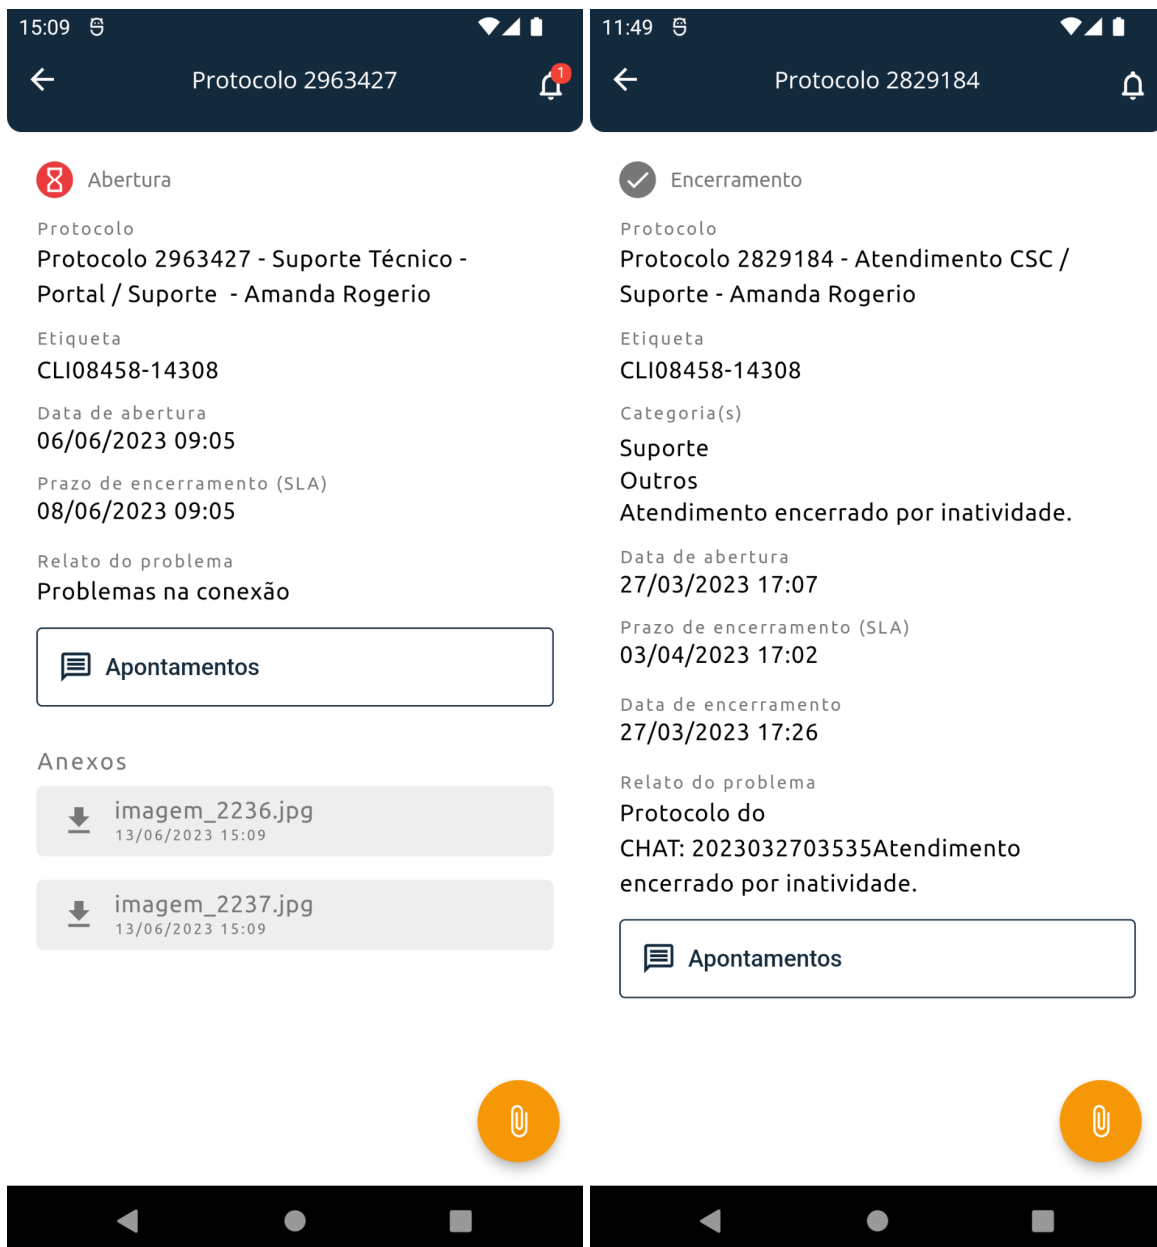 15:09
Protocolo 2963427
1
Abertura
Protocolo
Protocolo 2963427 - Suporte Técnico -
Portal / Suporte  - Amanda Rogerio
Etiqueta
CLI08458-14308
Data de abertura
06/06/2023 09:05
Prazo de encerramento (SLA)
08/06/2023 09:05
Relato do problema
Problemas na conexão
Apontamentos
Anexos
imagem_2236.jpg
13/06/2023 15:09
imagem_2237.jpg
13/06/2023 15:09
11:49
Protocolo 2829184
Encerramento
Protocolo
Protocolo 2829184 - Atendimento CSC /
Suporte - Amanda Rogerio
Etiqueta
CLI08458-14308
Categoria(s)
Suporte
Outros
Atendimento encerrado por inatividade.
Data de abertura
27/03/2023 17:07
Prazo de encerramento (SLA)
03/04/2023 17:02
Data de encerramento
27/03/2023 17:26
Relato do problema
Protocolo do
CHAT: 2023032703535Atendimento
encerrado por inatividade.
Apontamentos